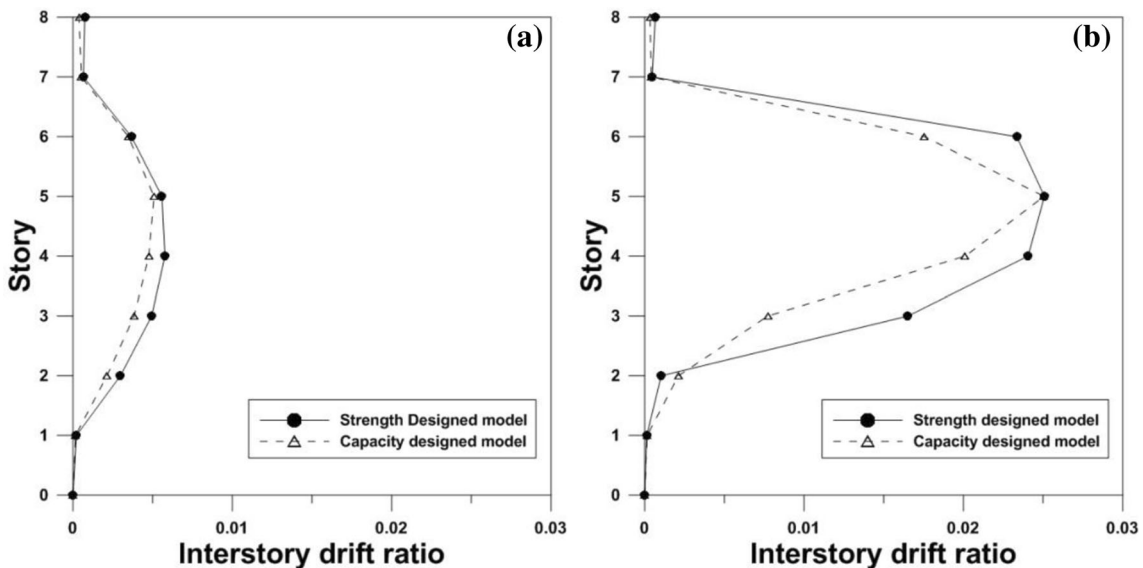 (a)
8
7
6
5
4
3
2
1
0
Story
Strength Designed model
Capacity designed model
0 0.01 0.02 0.03
Interstory drift ratio
(b)
8
7
6
5
4
3
2
1
0
Story
Strength designed model
Capacity designed model
0 0.01 0.02 0.03
Interstory drift ratio